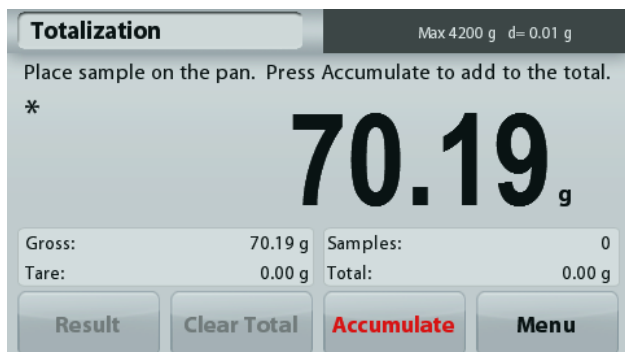 Totalization Max 4200 g d= 0.01 g
Place sample on the pan. Press Accumulate to add to the total.
*
70.19 g
Gross: 70.19 g Samples: 0
Tare: 0.00 g Total: 0.00 g
Result Clear Total Accumulate Menu